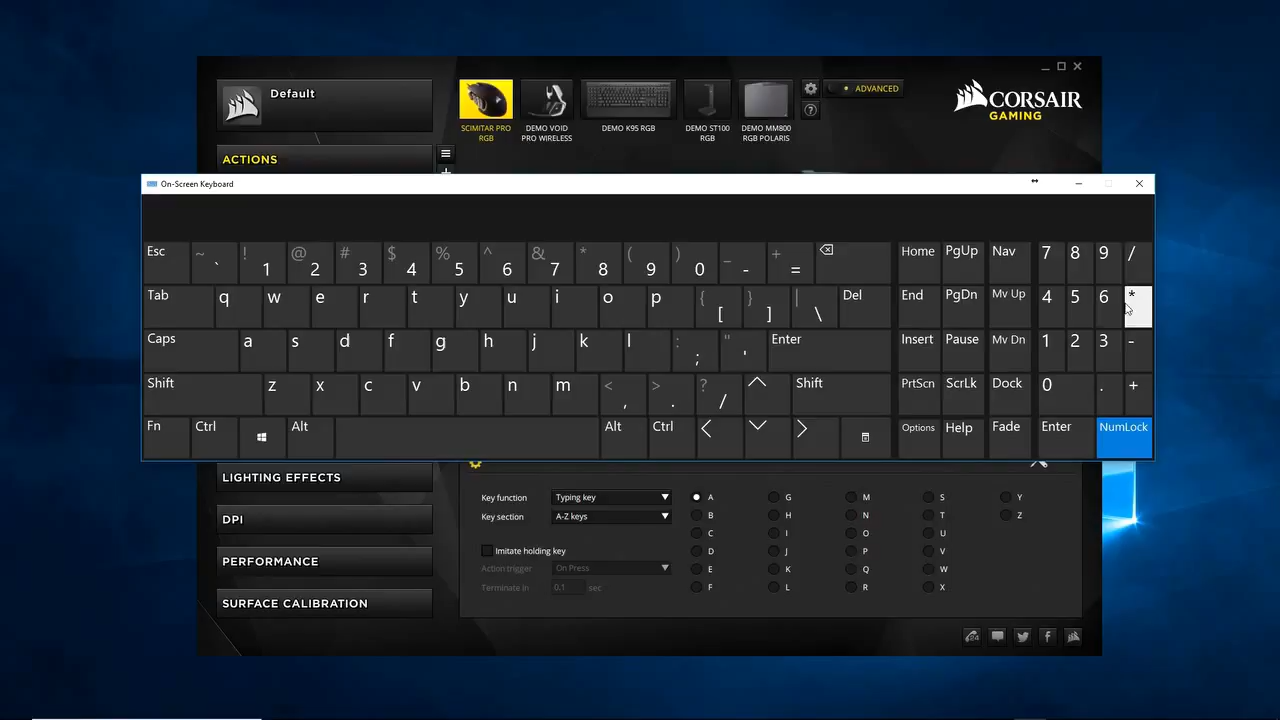 Default
ADVANCED
CORSAIR
GAMING
SCIMITAR PRO
RGB
DEMO VOID
PRO WIRELESS
DEMO K95 RGB
DEMO ST100
RGB
DEMO MM800
RGB POLARIS
ACTIONS
On-Screen Keyboard
Esc ~ ` ! 1 @ 2 # 3 $ 4 % 5 ^ 6 & 7 * 8 ( 9 ) 0 _ - + = Home PgUp Nav 7 8 9 /
Tab q w e r t y u i o p { [ } ] | \ Del End PgDn Mv Up 4 5 6 *
Caps a s d f g h j k l : ; " ' Enter Insert Pause Mv Dn 1 2 3 -
Shift z x c v b n m < , > . ? / Shift PrtScn ScrLk Dock 0 . +
Fn Ctrl Alt Alt Ctrl Options Help Fade Enter NumLock
LIGHTING EFFECTS
DPI
PERFORMANCE
SURFACE CALIBRATION
Key function Typing key
Key section A-Z keys
Imitate holding key
Action trigger On Press
Terminate in 0.1 sec
A G M S Y
B H N T Z
C I O U
D J P V
E K Q W
F L R X